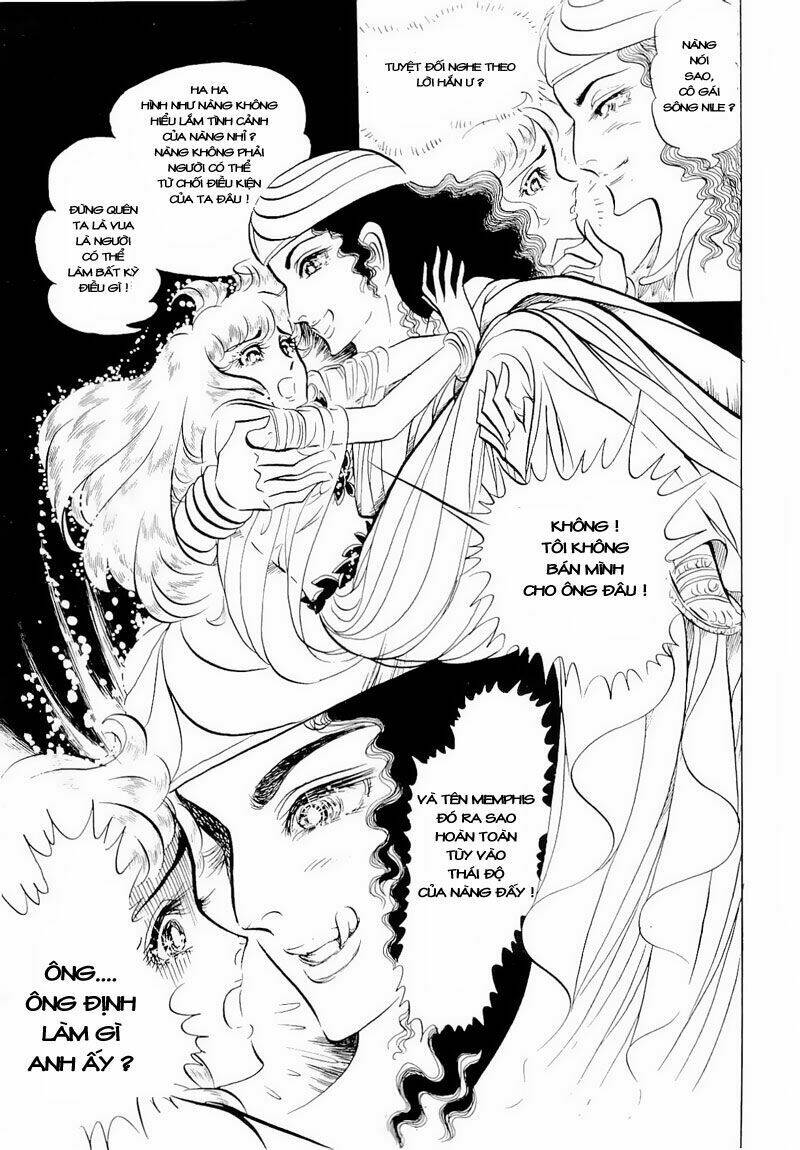 NÀNG
NÓI
SAO,
CÔ GÁI
SÔNG NILE ?
TUYỆT ĐỐI NGHE THEO
LỜI HẮN Ư ?
HA HA
HÌNH NHƯ NÀNG KHÔNG
HIỂU LẮM TÌNH CẢNH
CỦA NÀNG NHỈ ?
NÀNG KHÔNG PHẢI
NGƯỜI CÓ THỂ
TỪ CHỐI ĐIỀU KIỆN
CỦA TA ĐÂU !
ĐỪNG QUÊN
TA LÀ VUA
LÀ NGƯỜI
CÓ THỂ
LÀM BẤT KỲ
ĐIỀU GÌ !
KHÔNG !
TÔI KHÔNG
BÁN MÌNH
CHO ÔNG ĐÂU !
VÀ TÊN MEMPHIS
ĐÓ RA SAO
HOÀN TOÀN
TÙY VÀO
THÁI ĐỘ
CỦA NÀNG ĐẤY !
ÔNG....
ÔNG ĐỊNH
LÀM GÌ
ANH ẤY ?